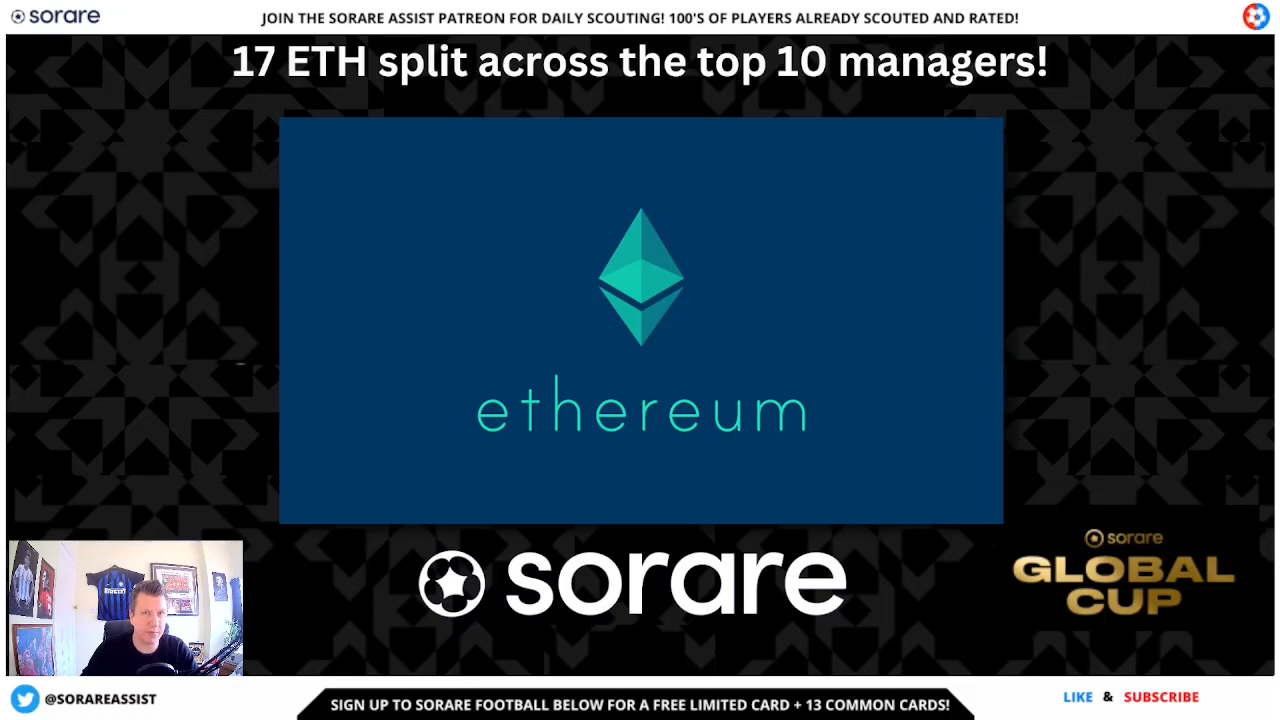 sorare
JOIN THE SORARE ASSIST PATREON FOR DAILY SCOUTING! 100'S OF PLAYERS ALREADY SCOUTED AND RATED!
17 ETH split across the top 10 managers!
ethereum
sorare
sorare
GLOBAL
CUP
@SORAREASSIST
SIGN UP TO SORARE FOOTBALL BELOW FOR A FREE LIMITED CARD + 13 COMMON CARDS!
LIKE & SUBSCRIBE